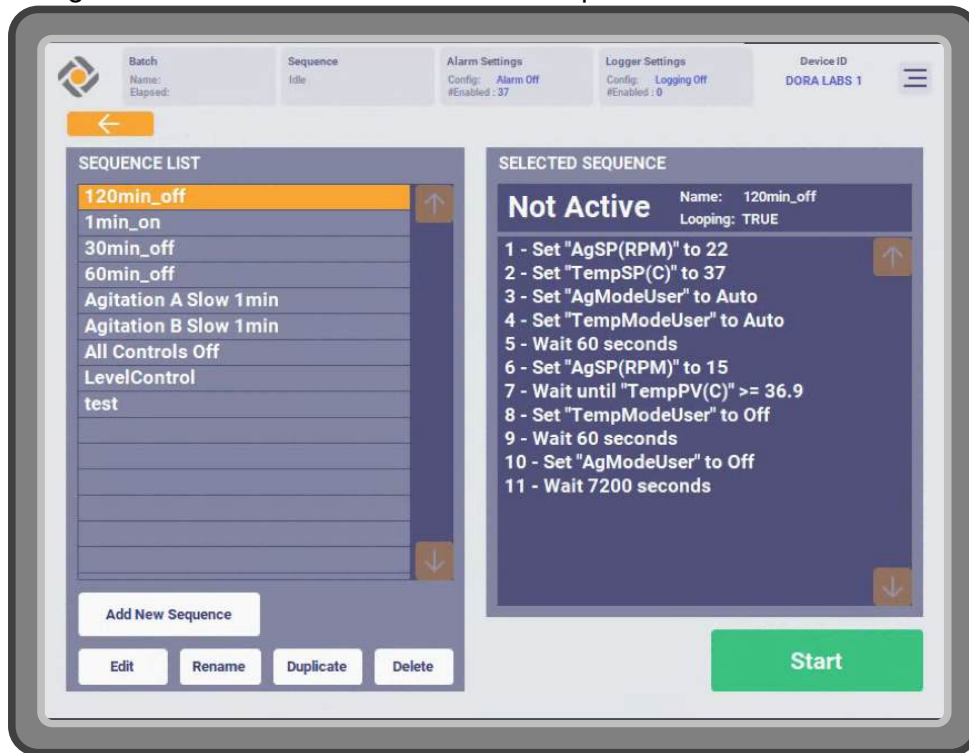 Batch
Name:
Elapsed:
Sequence
Idle
Alarm Settings
Config: Alarm Off
#Enabled : 37
Logger Settings
Config: Logging Off
#Enabled : 0
Device ID
DORA LABS 1
SEQUENCE LIST
120min_off
1min_on
30min_off
60min_off
Agitation A Slow 1min
Agitation B Slow 1min
All Controls Off
LevelControl
test
Add New Sequence
Edit Rename Duplicate Delete
SELECTED SEQUENCE
Not Active
Name: 120min_off
Looping: TRUE
1 - Set "AgSP(RPM)" to 22
2 - Set "TempSP(C)" to 37
3 - Set "AgModeUser" to Auto
4 - Set "TempModeUser" to Auto
5 - Wait 60 seconds
6 - Set "AgSP(RPM)" to 15
7 - Wait until "TempPV(C)" >= 36.9
8 - Set "TempModeUser" to Off
9 - Wait 60 seconds
10 - Set "AgModeUser" to Off
11 - Wait 7200 seconds
Start